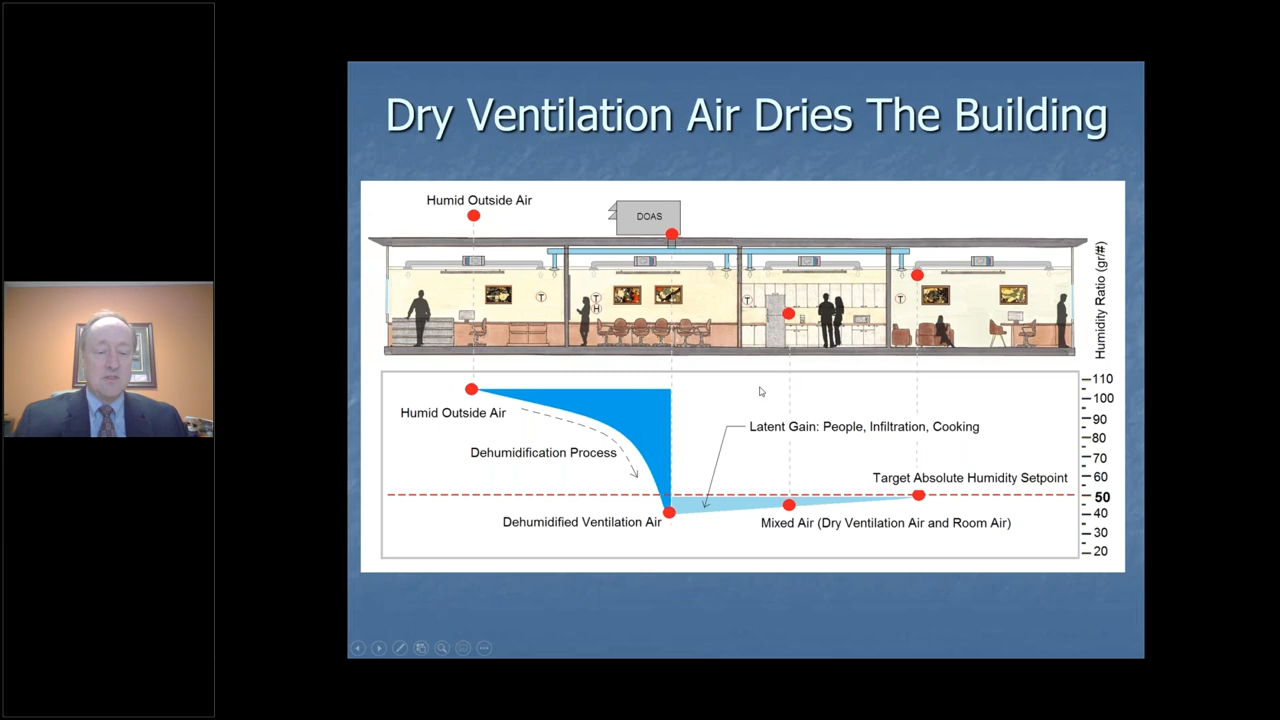 Dry Ventilation Air Dries The Building
Humid Outside Air
DOAS
T
T
H
T
T
Humidity Ratio (gr/#)
Humid Outside Air
Dehumidification Process
Dehumidified Ventilation Air
Latent Gain: People, Infiltration, Cooking
Target Absolute Humidity Setpoint
Mixed Air (Dry Ventilation Air and Room Air)
110
100
90
80
70
60
50
40
30
20